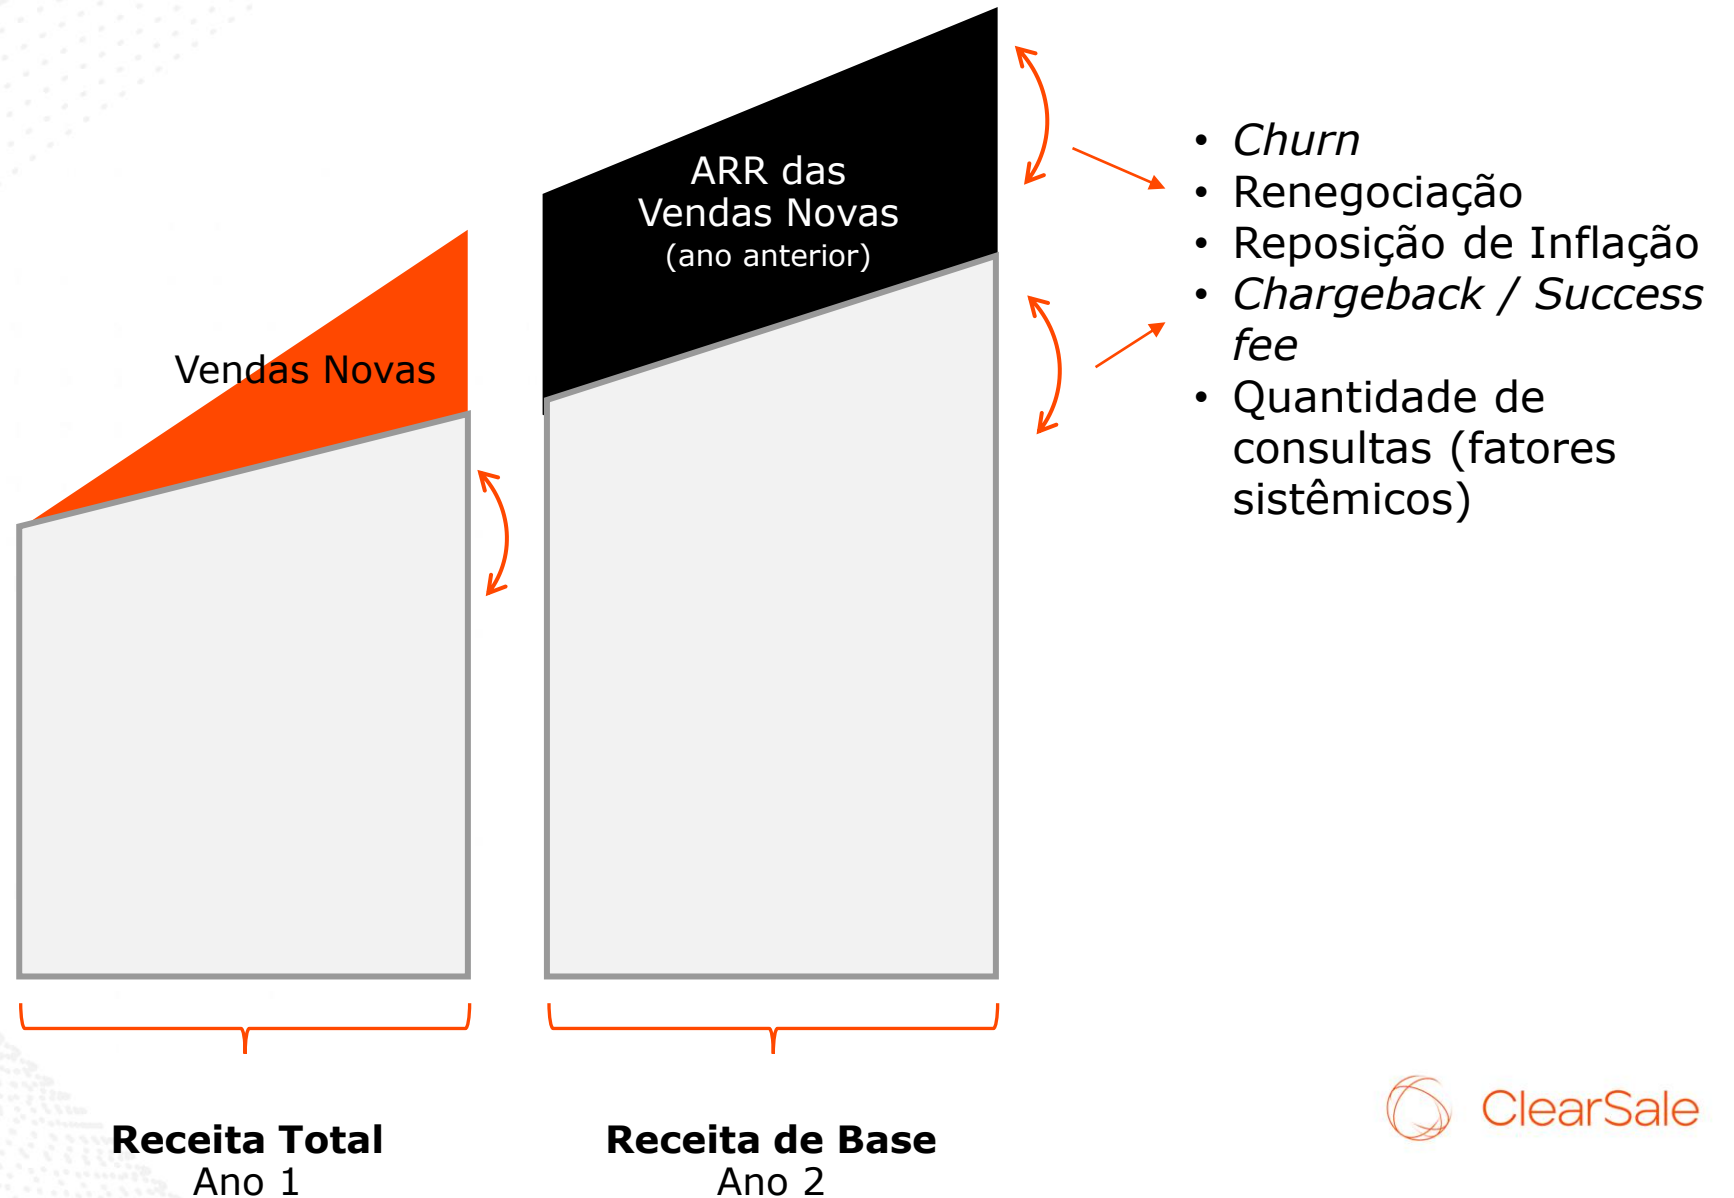 ARR das
Vendas Novas
(ano anterior)
Vendas Novas
• Churn
• Renegociação
• Reposição de Inflação
• Chargeback / Success
fee
• Quantidade de
consultas (fatores
sistêmicos)
Receita Total
Ano 1
Receita de Base
Ano 2
ClearSale